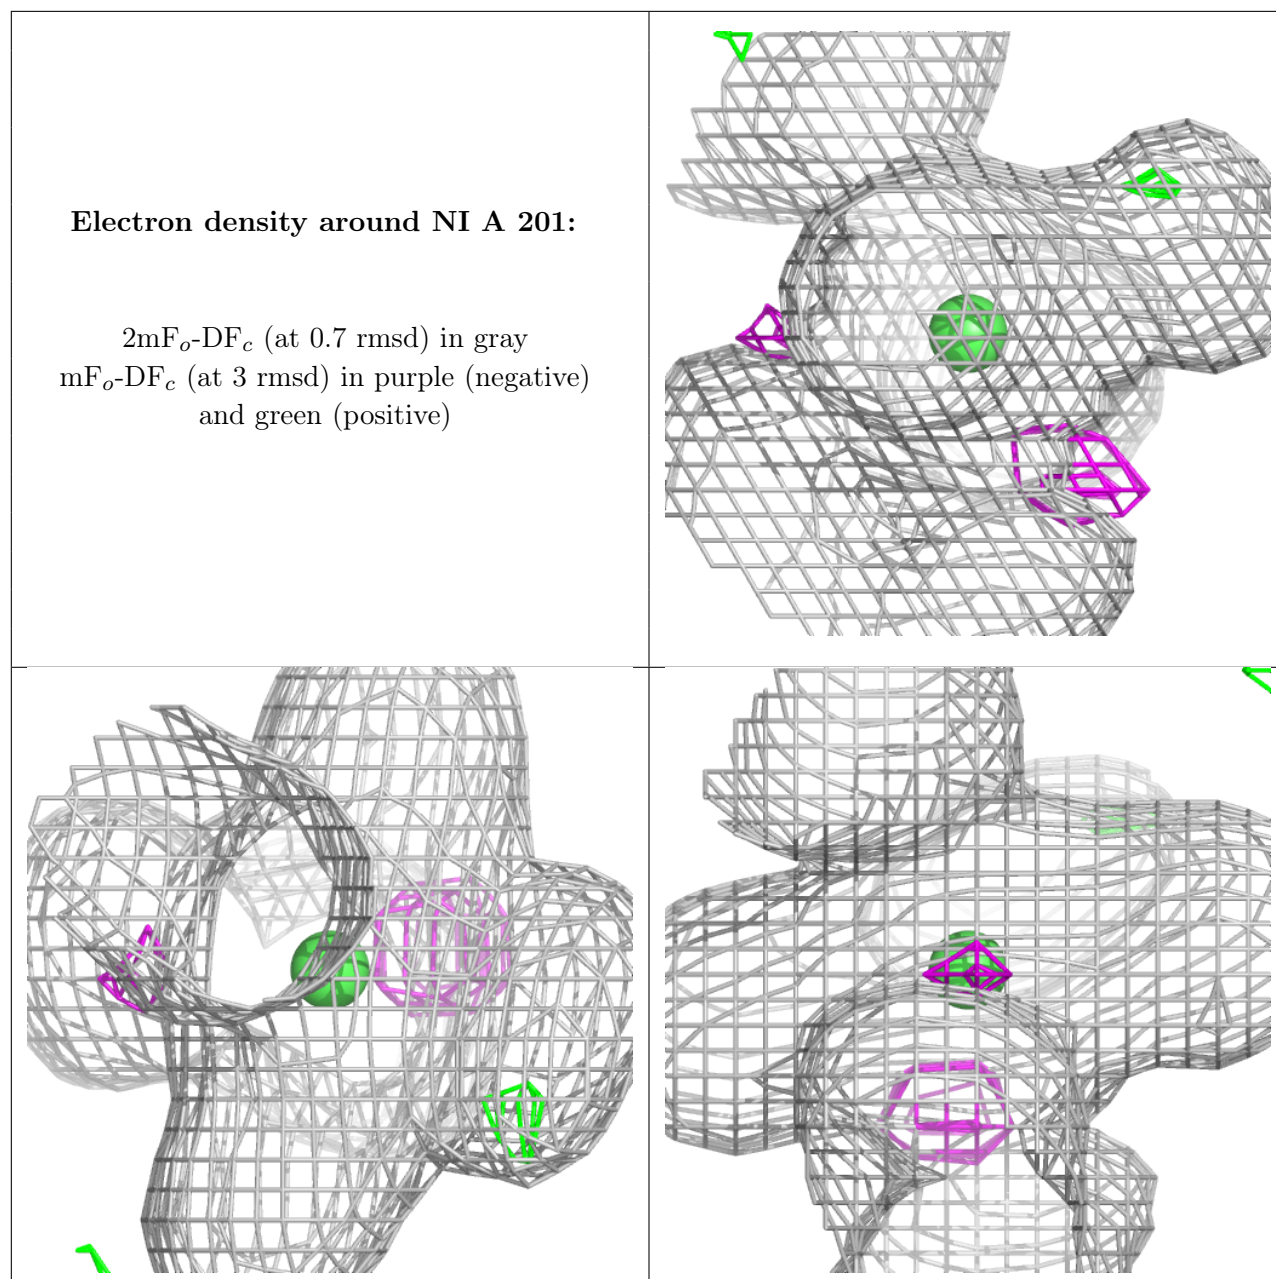 Electron density around NI A 201:
2mFo-DFc (at 0.7 rmsd) in gray
mFo-DFc (at 3 rmsd) in purple (negative)
and green (positive)